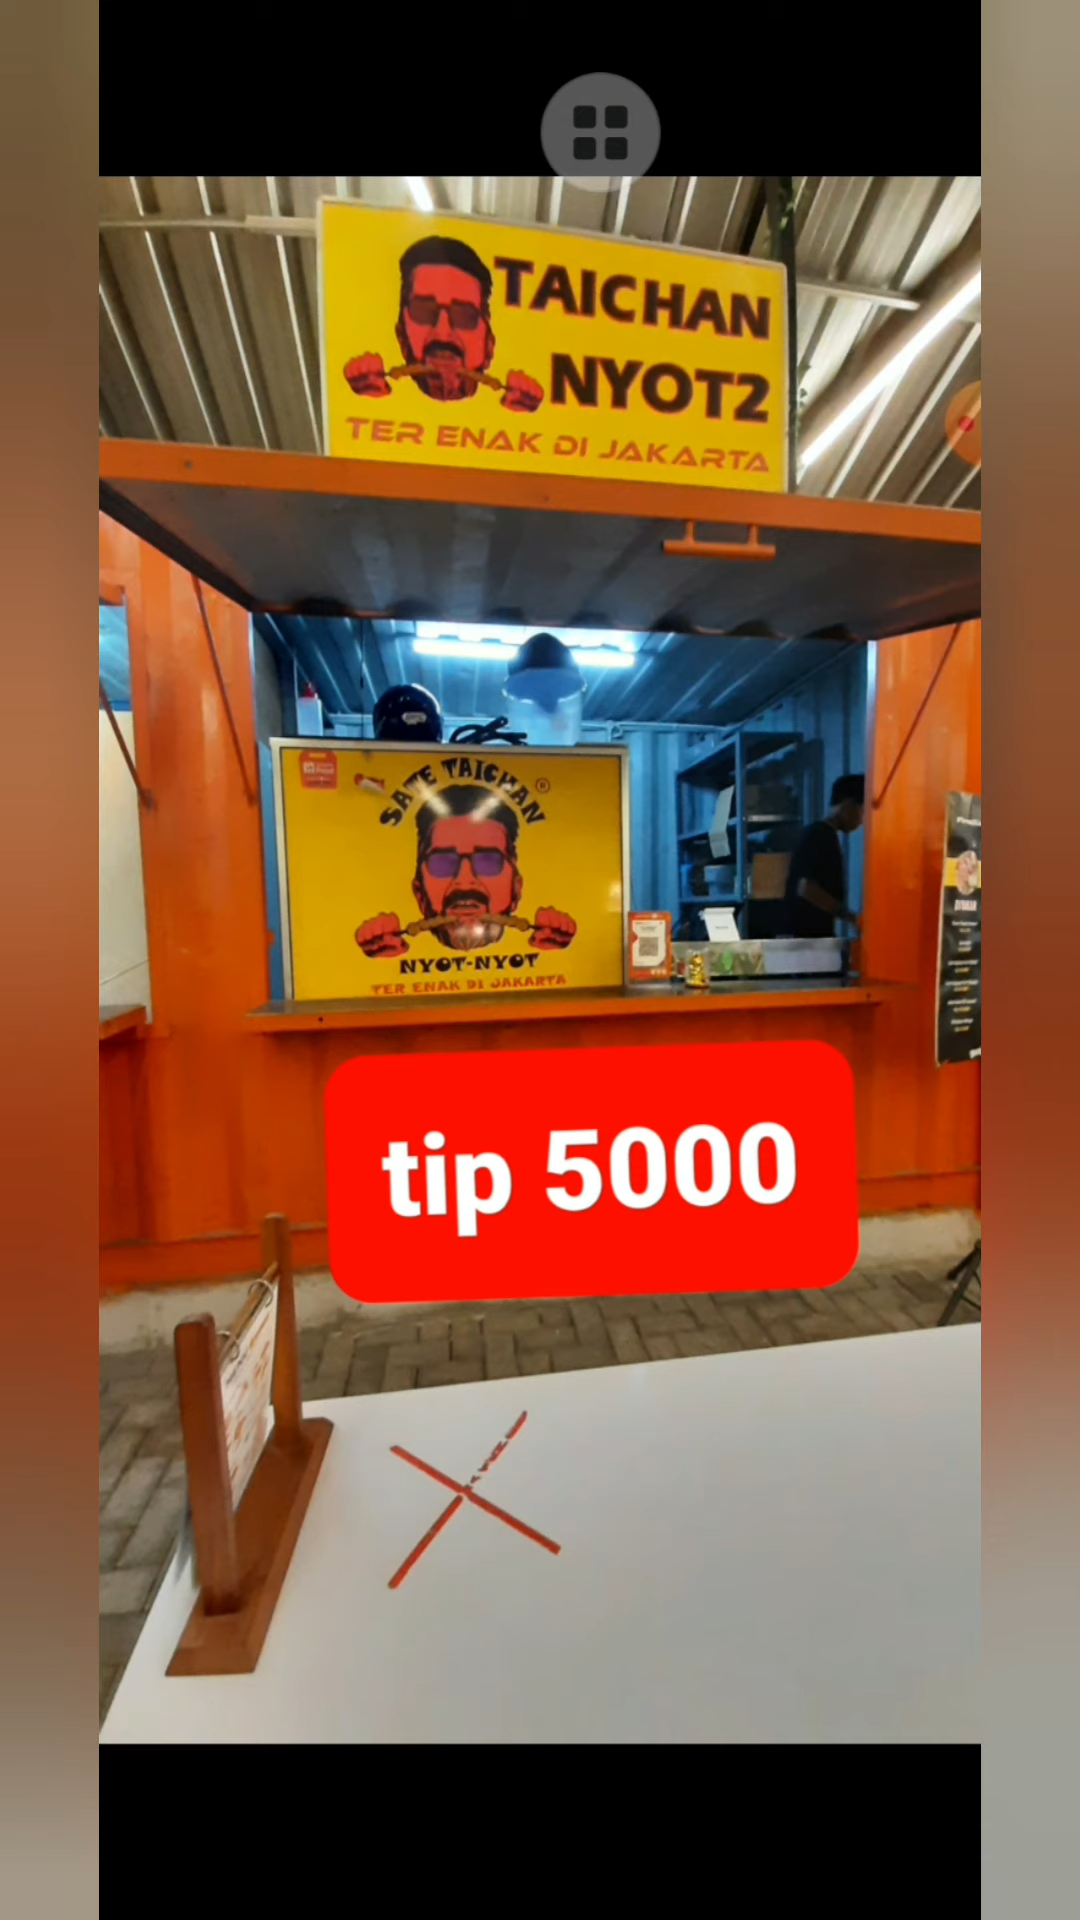 TAICHAN
NYOT2
TER ENAK DI JAKARTA
SATE TAICHAN
NYOT-NYOT
TER ENAK DI JAKARTA
tip 5000